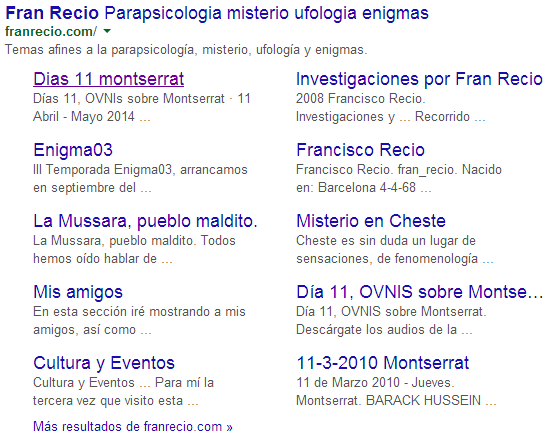 Fran Recio Parapsicologia misterio ufologia enigmas
franrecio.com/
Temas afines a la parapsicología, misterio, ufología y enigmas.
Dias 11 montserrat
Días 11, OVNIs sobre Montserrat · 11
Abril - Mayo 2014 ...
Investigaciones por Fran Recio
2008 Francisco Recio.
Investigaciones y ... Recorrido ...
Enigma03
III Temporada Enigma03, arrancamos
en septiembre del ...
Francisco Recio
Francisco Recio. fran_recio. Nacido
en: Barcelona 4-4-68 ...
La Mussara, pueblo maldito.
La Mussara, pueblo maldito. Todos
hemos oído hablar de ...
Misterio en Cheste
Cheste es sin duda un lugar de
sensaciones, de fenomenología ...
Mis amigos
En esta sección iré mostrando a mis
amigos, así como ...
Día 11, OVNIS sobre Montse...
Día 11, OVNIS sobre Montserrat.
Descárgate los audios de la ...
Cultura y Eventos
Cultura y Eventos ... Para mí la
tercera vez que visito esta ...
11-3-2010 Montserrat
11 de Marzo 2010 - Jueves.
Montserrat. BARACK HUSSEIN ...
Más resultados de franrecio.com »